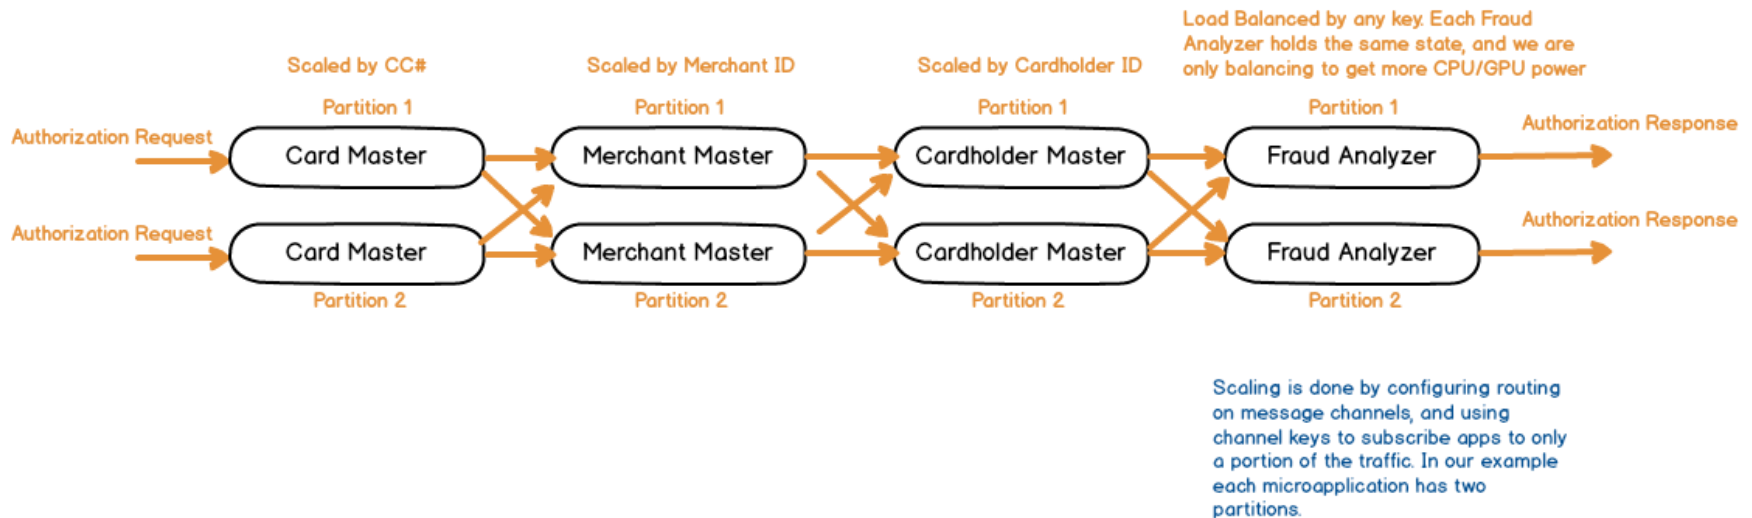 Load Balanced by any key. Each Fraud
Analyzer holds the same state, and we are
only balancing to get more CPU/GPU power
Scaled by CC#
Scaled by Merchant ID
Scaled by Cardholder ID
Partition 1
Partition 1
Partition 1
Partition 1
Authorization Request
Card Master
Merchant Master
Cardholder Master
Fraud Analyzer
Authorization Response
Authorization Request
Card Master
Merchant Master
Cardholder Master
Fraud Analyzer
Authorization Response
Partition 2
Partition 2
Partition 2
Partition 2
Scaling is done by configuring routing
on message channels, and using
channel keys to subscribe apps to only
a portion of the traffic. In our example
each microapplication has two
partitions.